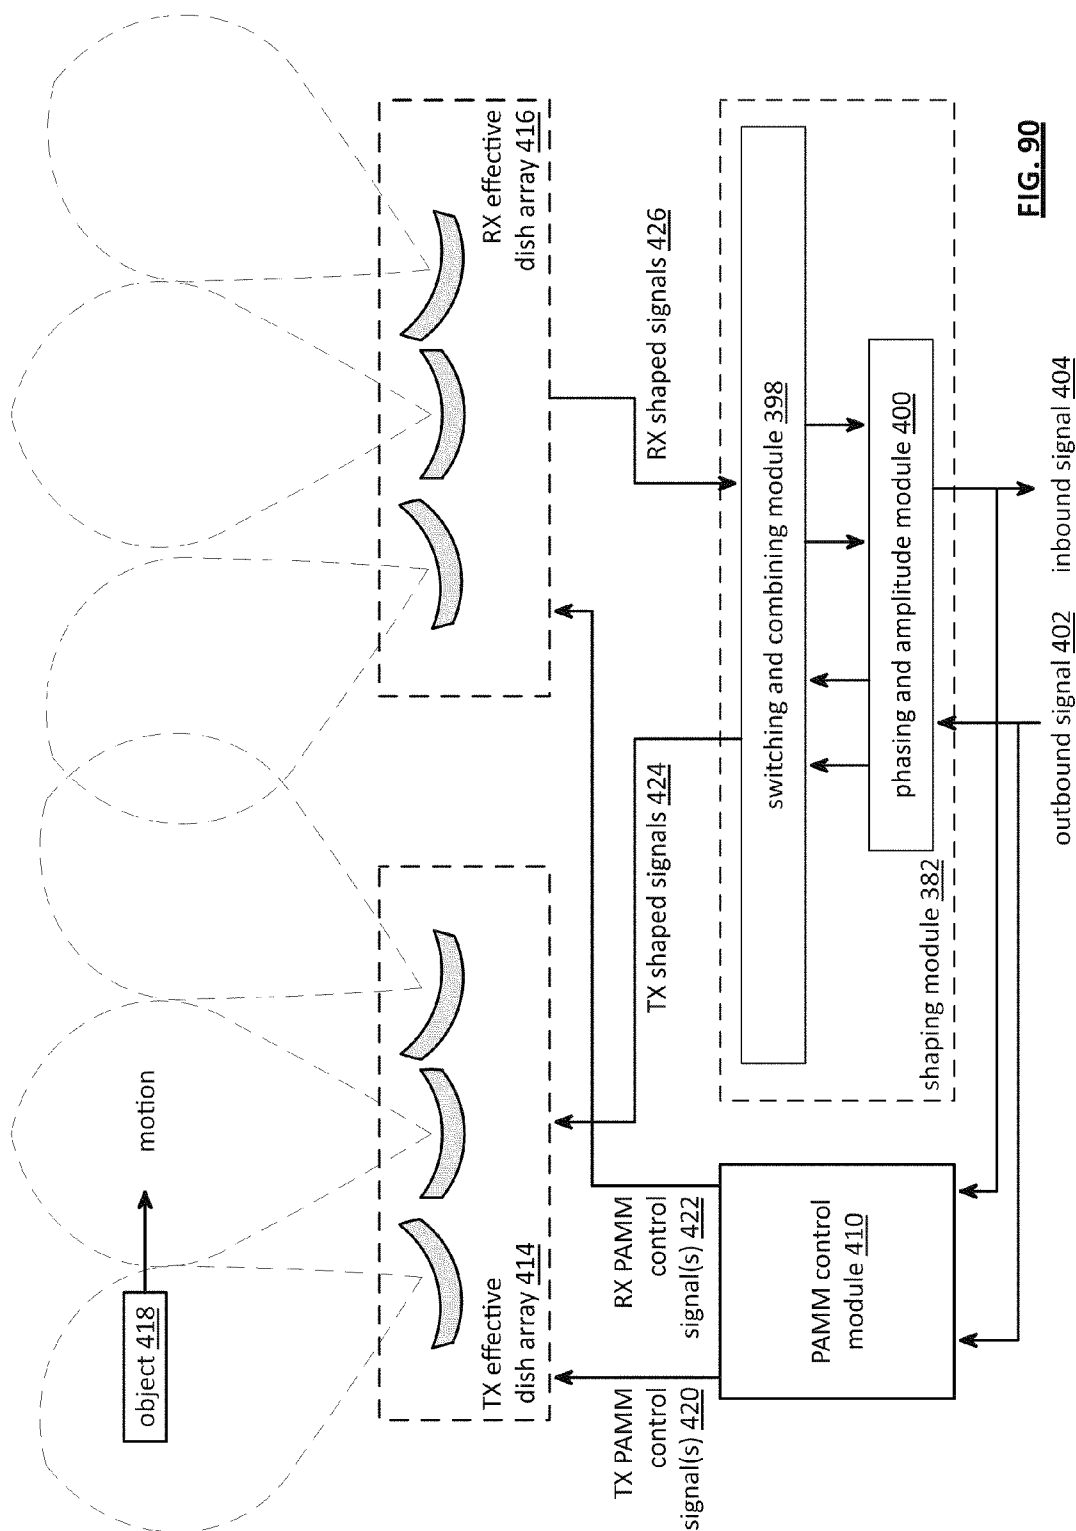 object 418
motion
TX effective
dish array 414
RX effective
dish array 416
TX PAMM
control
signal(s) 420
RX PAMM
control
signal(s) 422
TX shaped signals 424
RX shaped signals 426
PAMM control
module 410
switching and combining module 398
phasing and amplitude module 400
shaping module 382
outbound signal 402
inbound signal 404
FIG. 90